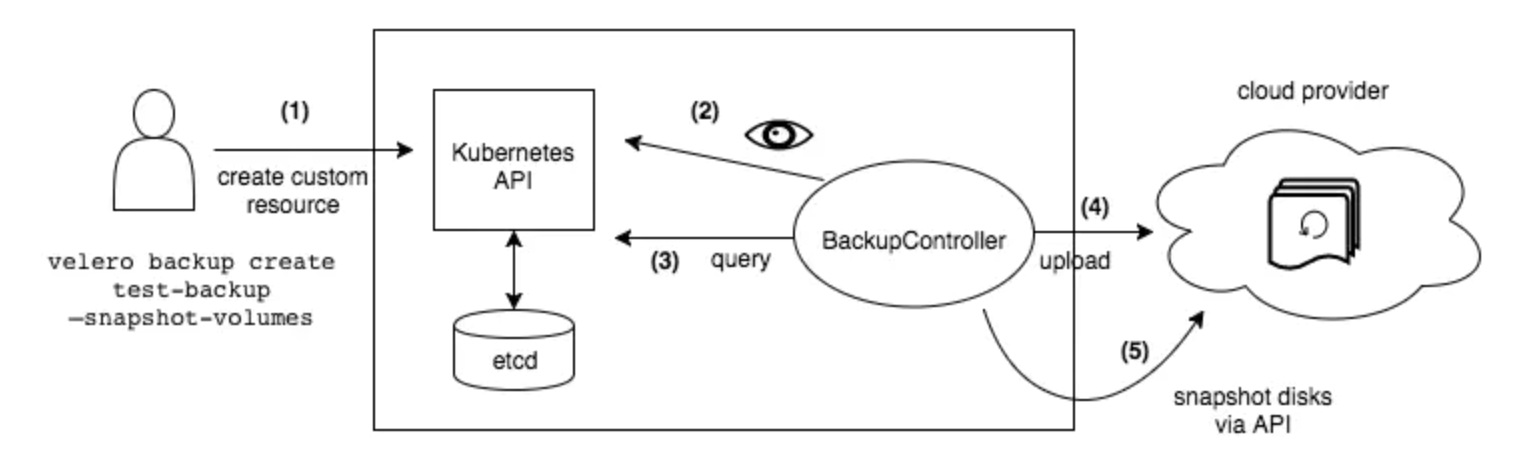 (1)
create custom
resource
velero backup create
test-backup
—snapshot-volumes
Kubernetes
API
etcd
(2)
(3)
query
BackupController
(4)
upload
(5)
snapshot disks
via API
cloud provider